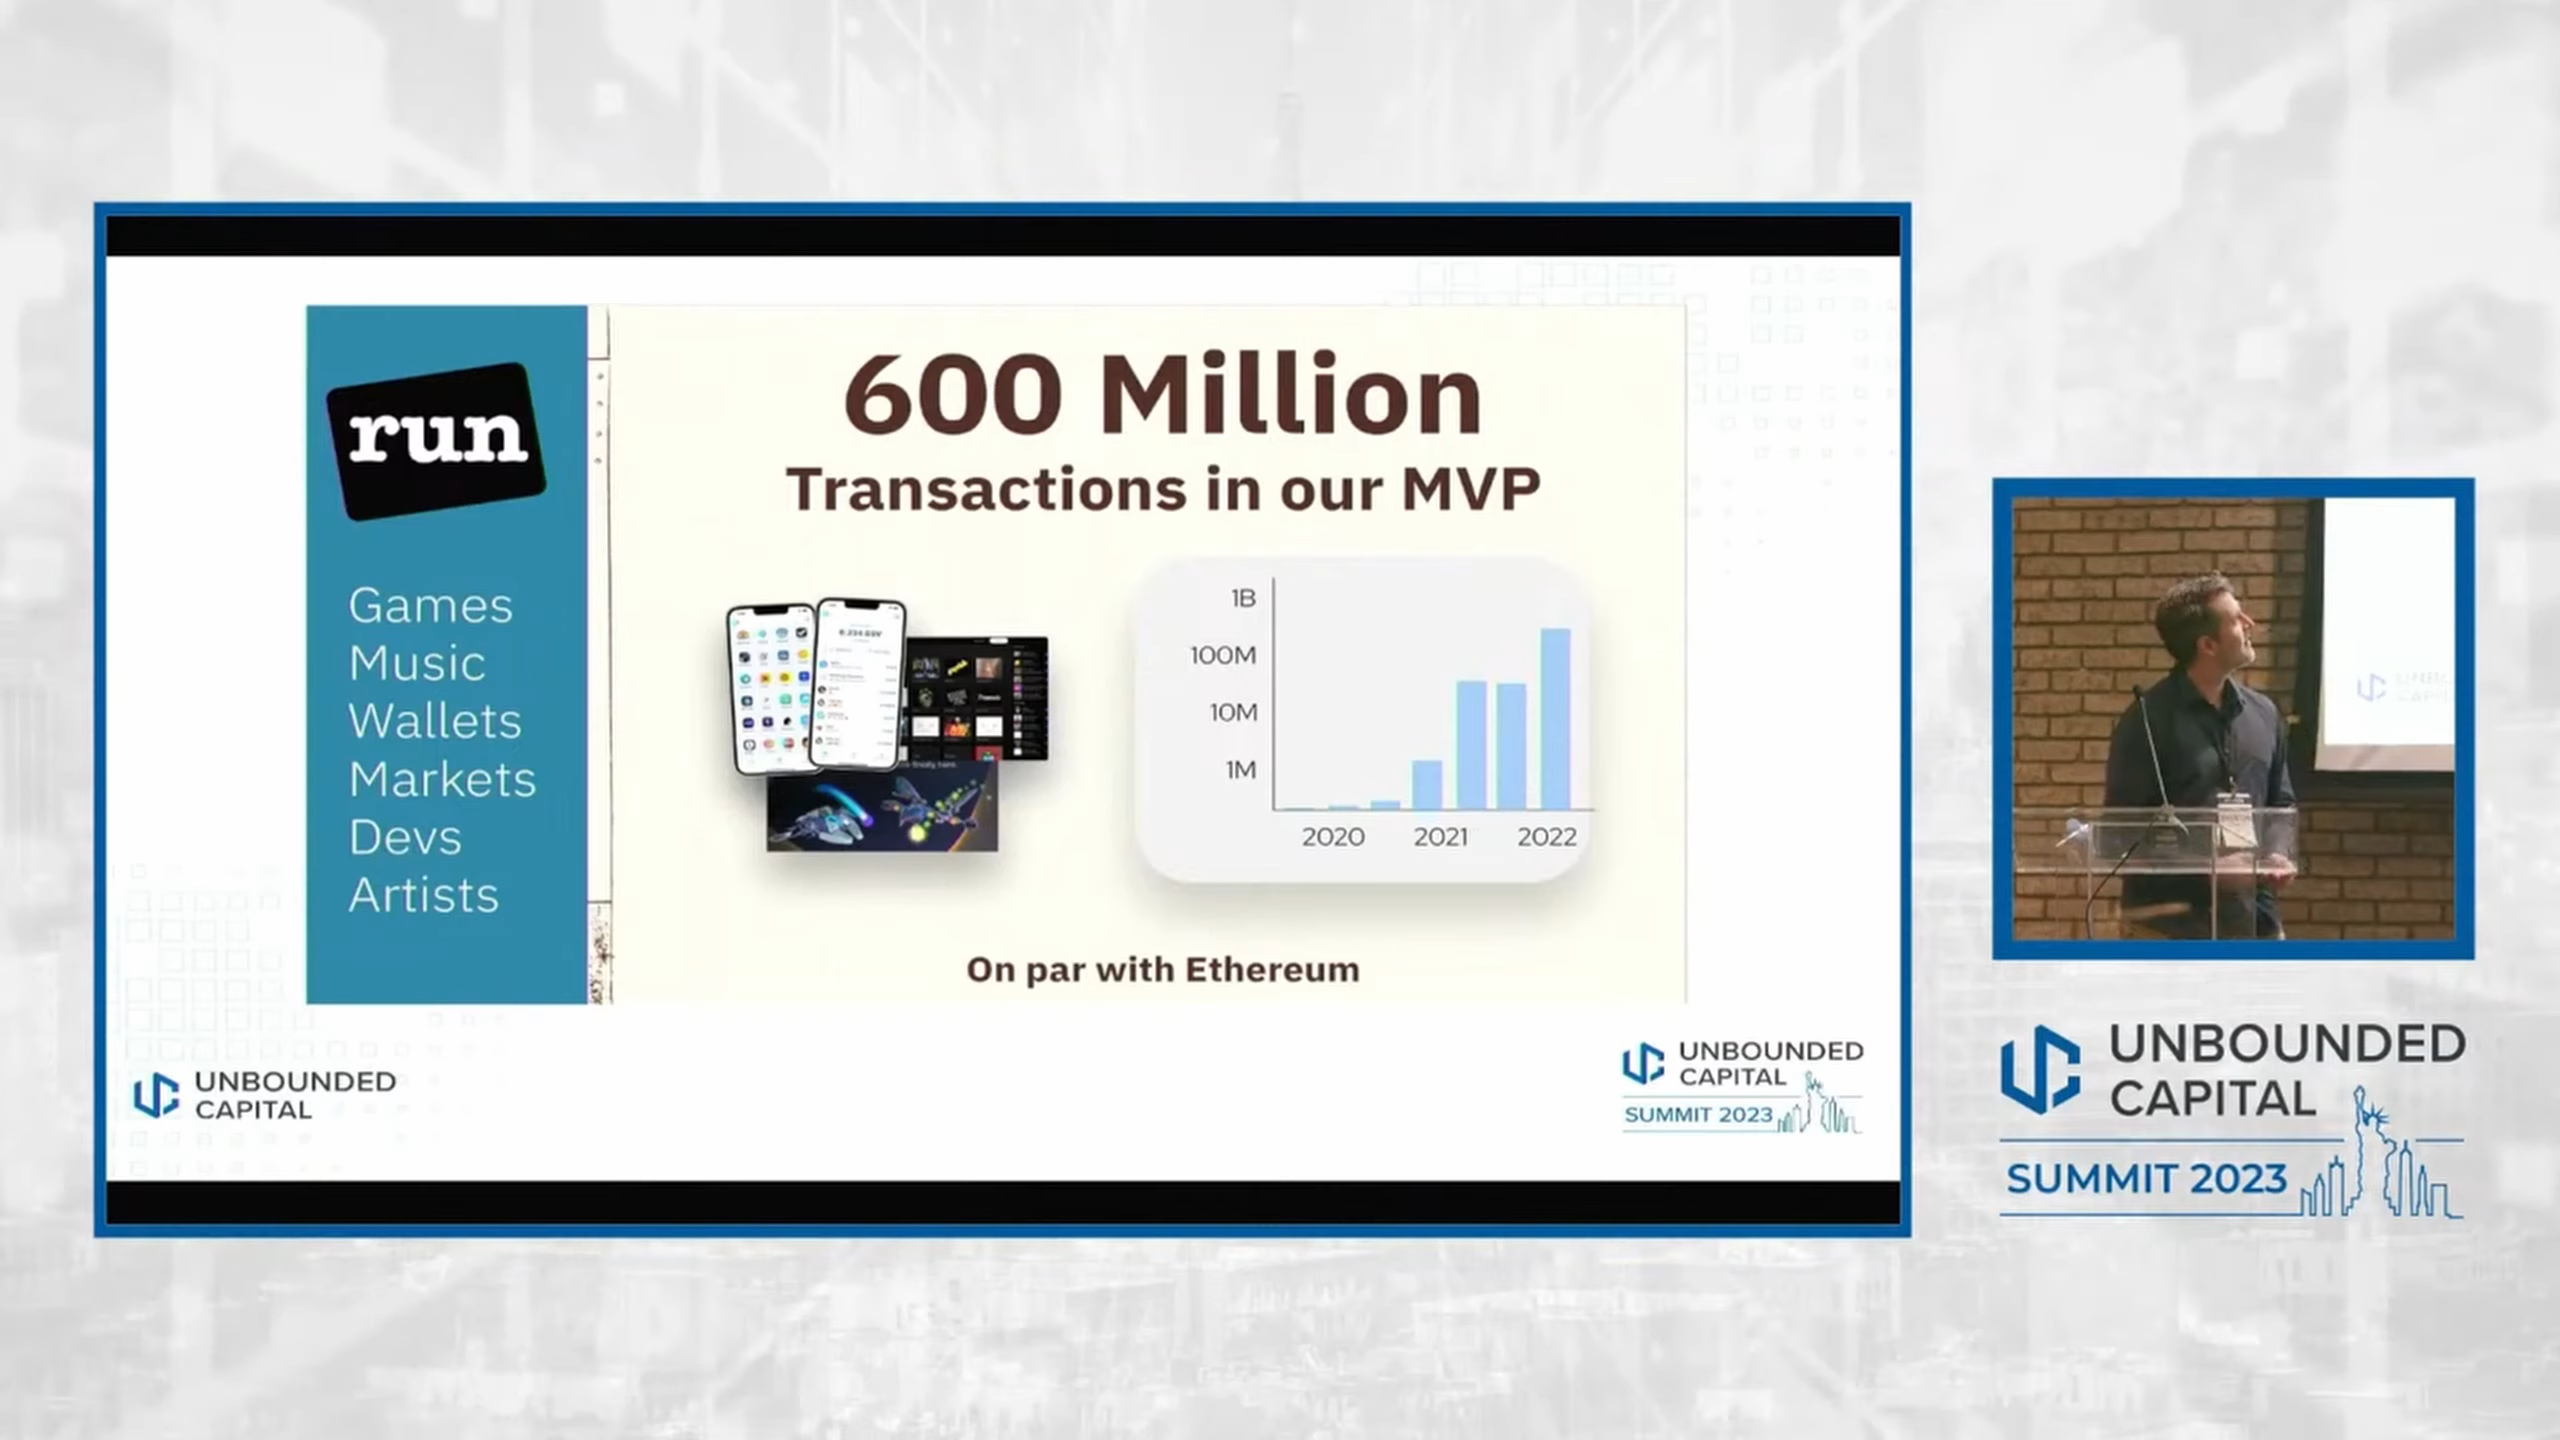 run
Games
Music
Wallets
Markets
Devs
Artists
600 Million
Transactions in our MVP
1B
100M
10M
1M
2020
2021
2022
On par with Ethereum
UNBOUNDED
CAPITAL
UNBOUNDED
CAPITAL
SUMMIT 2023
UNBOUNDED
CAPITAL
SUMMIT 2023